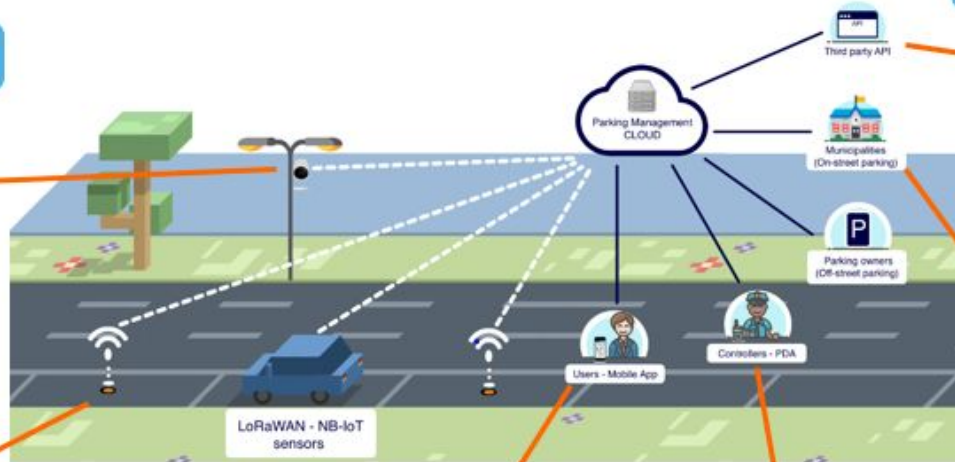 API
Third party API
Parking Management
CLOUD
Municipalities
(On-street parking)
P
Parking owners
(Off-street parking)
Controllers - PDA
Users - Mobile App
LoRaWAN - NB-IoT
sensors